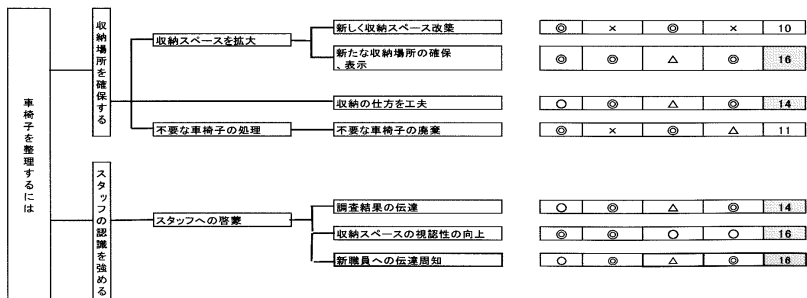 車椅子を整理するには
収納場所を確保する
収納スペースを拡大
新しく収納スペース改築
◎ × ◎ × 10
新たな収納場所の確保
、表示
◎ ◎ △ ◎ 16
収納の仕方を工夫
○ ◎ △ ◎ 14
不要な車椅子の処理
不要な車椅子の廃棄
◎ × ◎ △ 11
スタッフの認識を強める
スタッフへの啓蒙
調査結果の伝達
○ ◎ △ ◎ 14
収納スペースの視認性の向上
◎ ◎ ○ ○ 16
新職員への伝達周知
○ ◎ △ ◎ 16